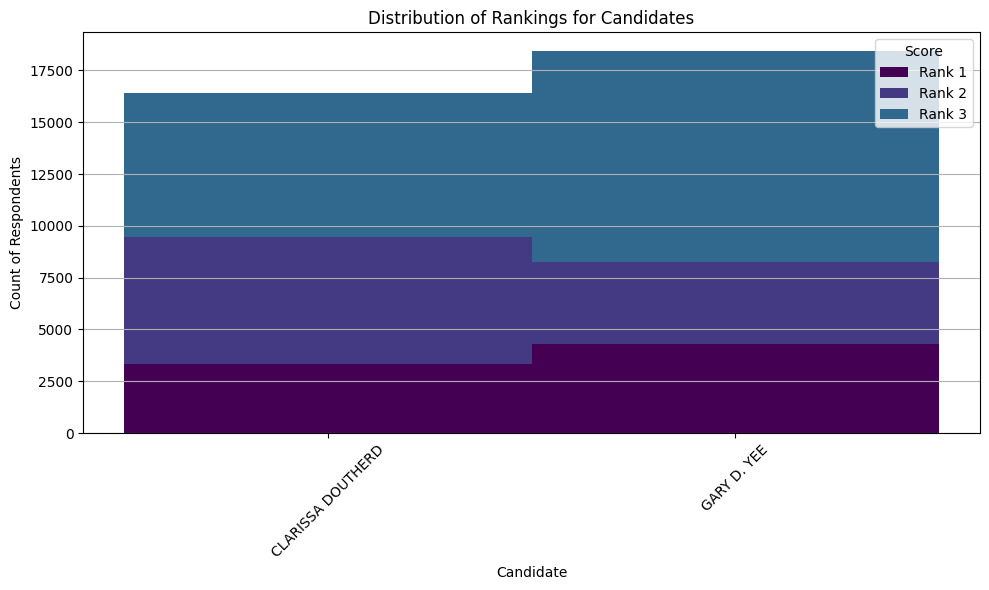 Distribution of Rankings for Candidates
Score
Rank 1
Rank 2
Rank 3
Count of Respondents
17500
15000
12500
10000
7500
5000
2500
0
CLARISSA DOUTHERD
GARY D. YEE
Candidate